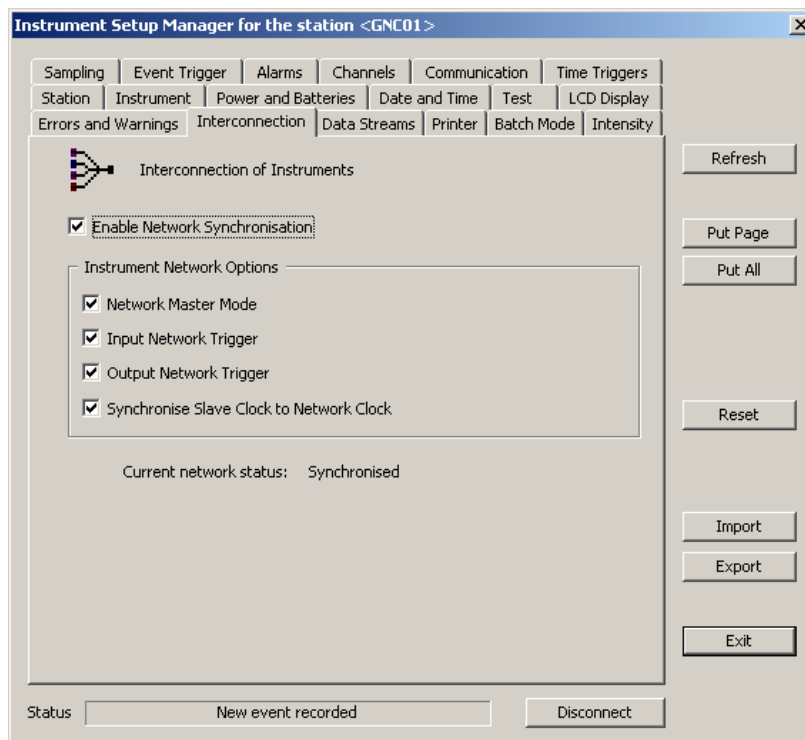 Instrument Setup Manager for the station <GNC01>
Sampling Event Trigger Alarms Channels Communication Time Triggers
Station Instrument Power and Batteries Date and Time Test LCD Display
Errors and Warnings Interconnection Data Streams Printer Batch Mode Intensity
Interconnection of Instruments
Enable Network Synchronisation
Instrument Network Options
Network Master Mode
Input Network Trigger
Output Network Trigger
Synchronise Slave Clock to Network Clock
Current network status: Synchronised
Refresh
Put Page
Put All
Reset
Import
Export
Exit
Status New event recorded Disconnect